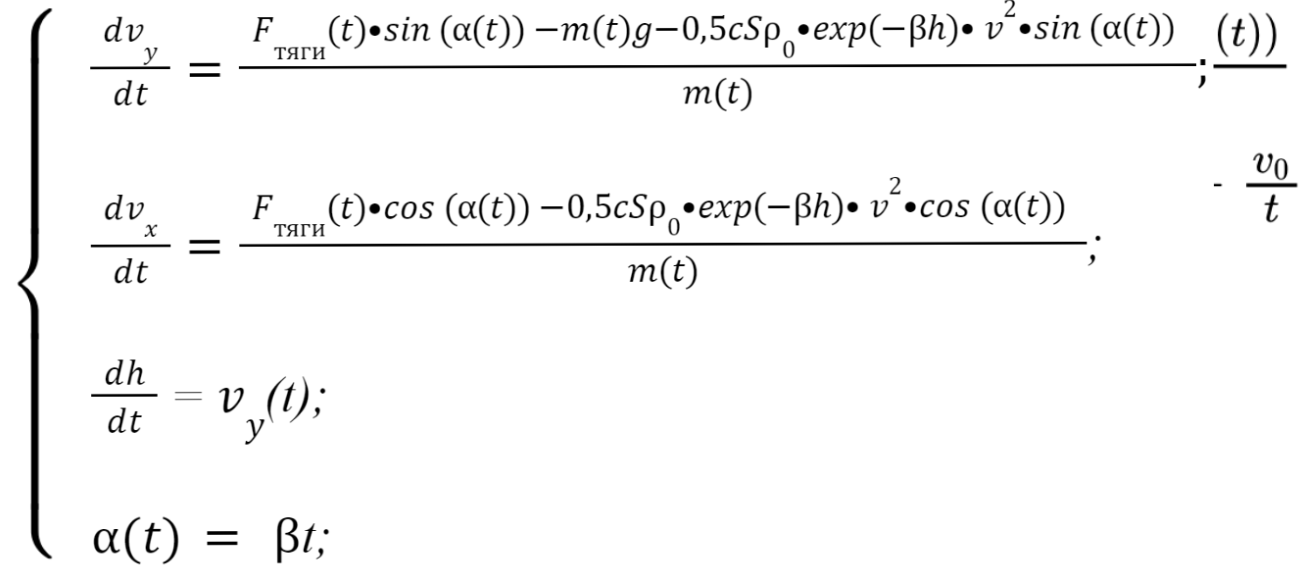 dv_y/dt = (F_тяги(t)•sin (α(t)) −m(t)g−0,5cSρ_0•exp(−βh)• v^2•sin (α(t)))/m(t); (t))
- v_0/t
dv_x/dt = (F_тяги(t)•cos (α(t)) −0,5cSρ_0•exp(−βh)• v^2•cos (α(t)))/m(t);
dh/dt = v_y(t);
α(t) = βt;